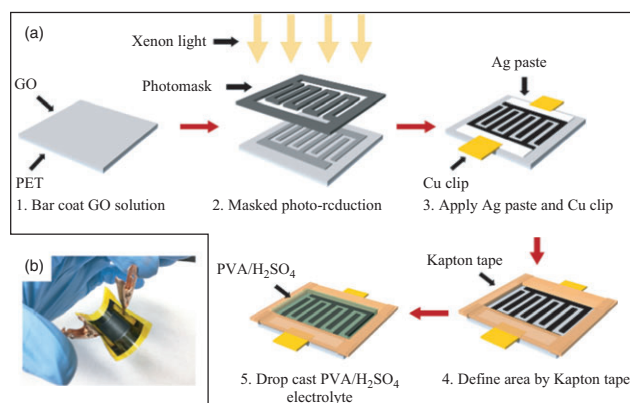 (a)
Xenon light
GO
Photomask
Ag paste
PET
Cu clip
1. Bar coat GO solution
2. Masked photo-rcduction
3. Apply Ag paste and Cu clip
(b)
PVA/H₂SO₄
Kapton tape
5. Drop cast PVA/H₂SO₄
electrolyte
4. Define area by Kapton tape